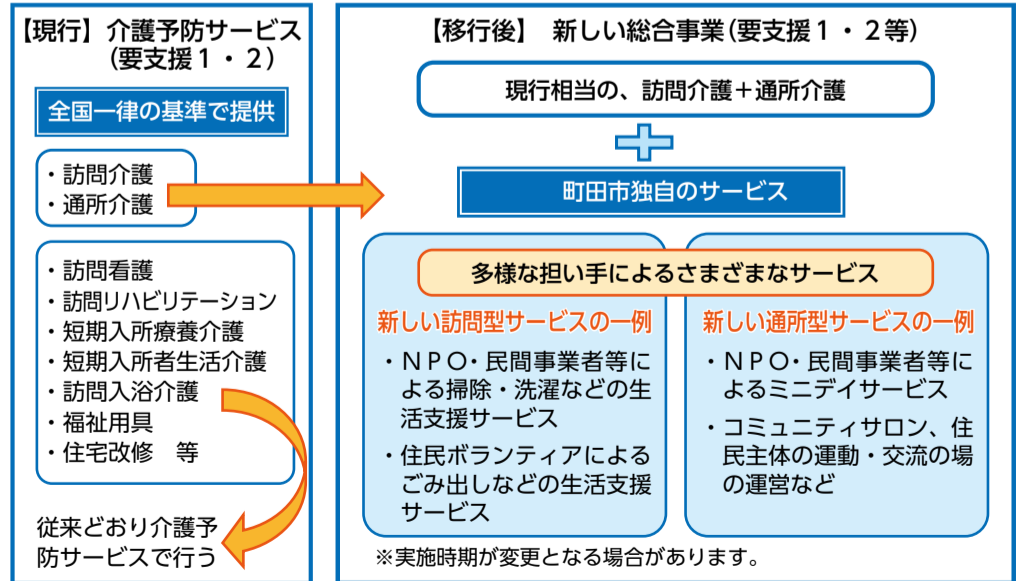 【現行】介護予防サービス
(要支援1・2)
全国一律の基準で提供
・訪問介護
・通所介護
・訪問看護
・訪問リハビリテーション
・短期入所療養介護
・短期入所者生活介護
・訪問入浴介護
・福祉用具
・住宅改修 等
従来どおり介護予
防サービスで行う
【移行後】 新しい総合事業(要支援1・2等)
現行相当の、訪問介護+通所介護
+
町田市独自のサービス
多様な担い手によるさまざまなサービス
新しい訪問型サービスの一例
・NPO・民間事業者等に
よる掃除・洗濯などの生
活支援サービス
・住民ボランティアによる
ごみ出しなどの生活支援
サービス
新しい通所型サービスの一例
・NPO・民間事業者等に
よるミニデイサービス
・コミュニティサロン、住
民主体の運動・交流の場
の運営など
※実施時期が変更となる場合があります。